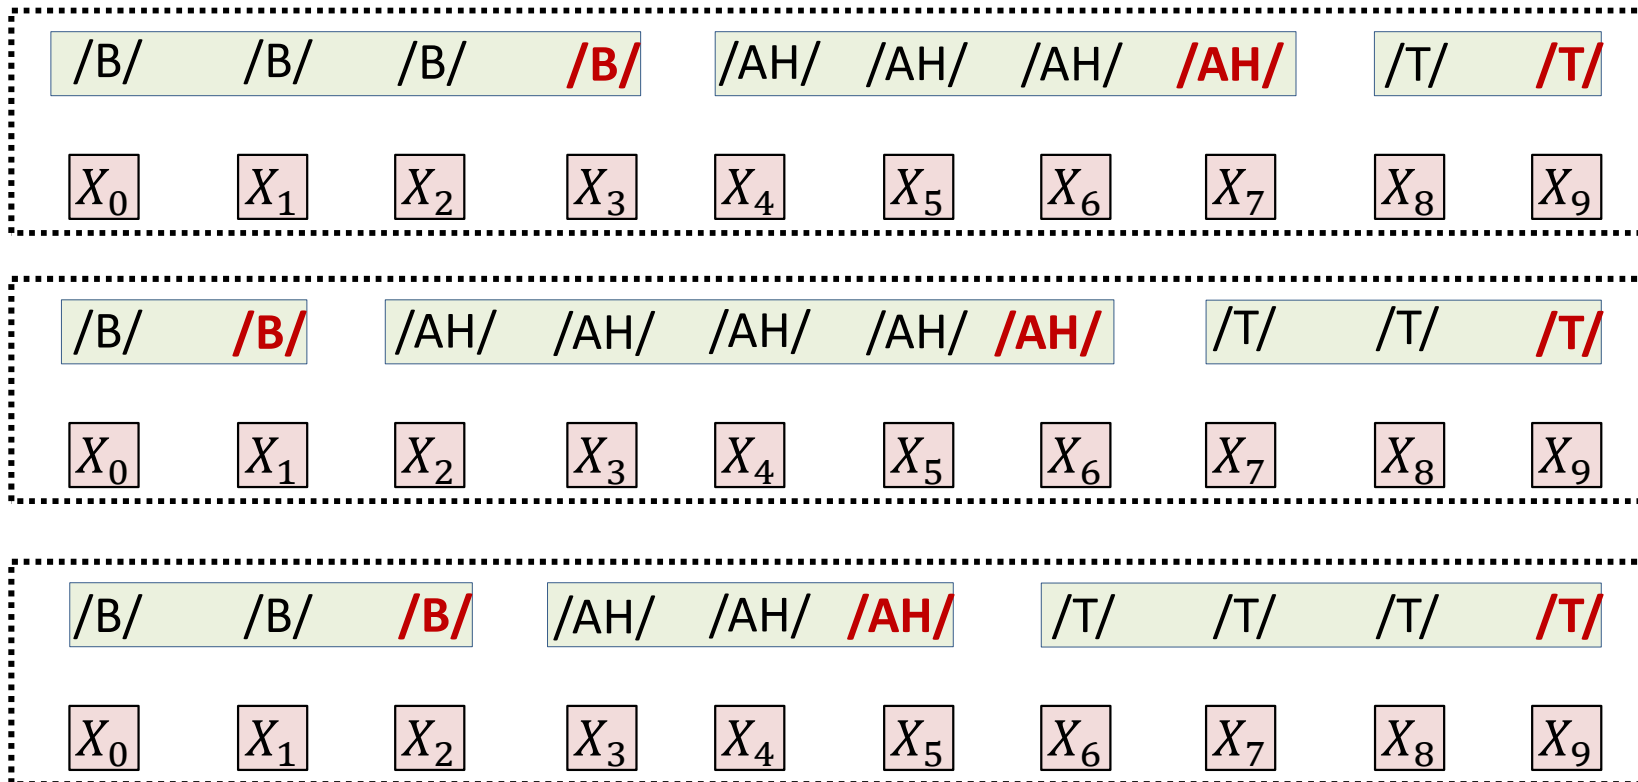 /B/ /B/ /B/ /B/ /AH/ /AH/ /AH/ /AH/ /T/ /T/
X₀ X₁ X₂ X₃ X₄ X₅ X₆ X₇ X₈ X₉
/B/ /B/ /AH/ /AH/ /AH/ /AH/ /AH/ /T/ /T/ /T/
X₀ X₁ X₂ X₃ X₄ X₅ X₆ X₇ X₈ X₉
/B/ /B/ /B/ /AH/ /AH/ /AH/ /T/ /T/ /T/ /T/
X₀ X₁ X₂ X₃ X₄ X₅ X₆ X₇ X₈ X₉